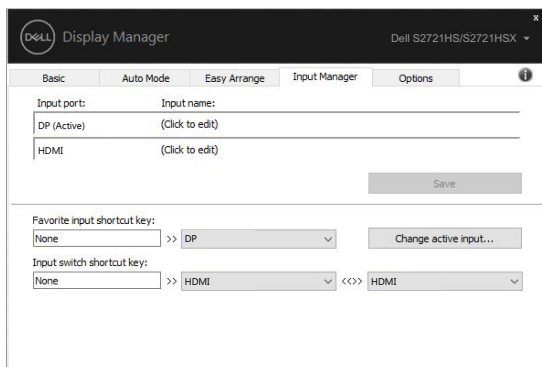 DELL Display Manager
Dell S2721HS/S2721HSX
x
Basic Auto Mode Easy Arrange Input Manager Options
Input port: Input name:
DP (Active) (Click to edit)
HDMI (Click to edit)
Save
Favorite input shortcut key:
None >> DP Change active input...
Input switch shortcut key:
None >> HDMI <<>> HDMI